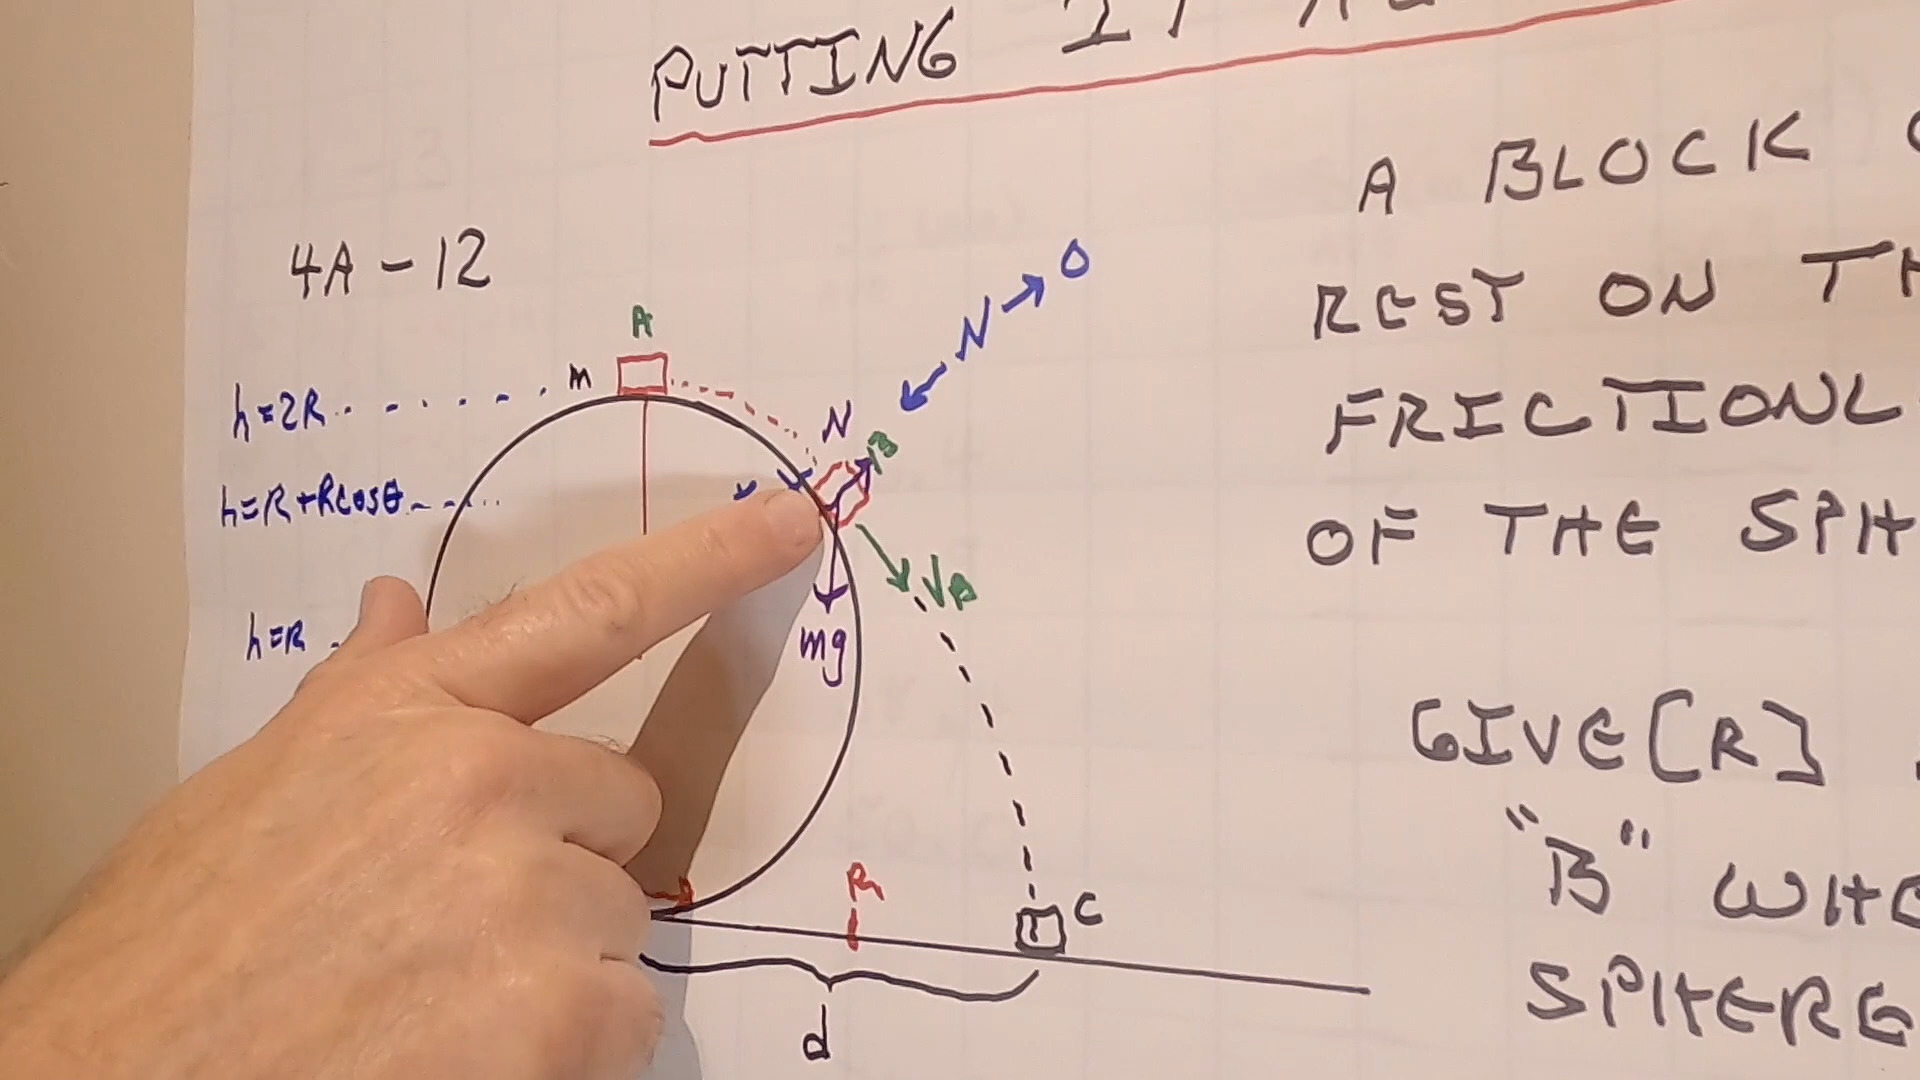 PUTTING IT
A BLOCK
REST ON TH
FRICTIONL
OF THE SPH
GIVE [R]
"B" WHE
SPHERE
4A-12
A
m
h=2R
h=R+Rcosθ
h=R
N → O
N
B
VB
mg
R
C
d